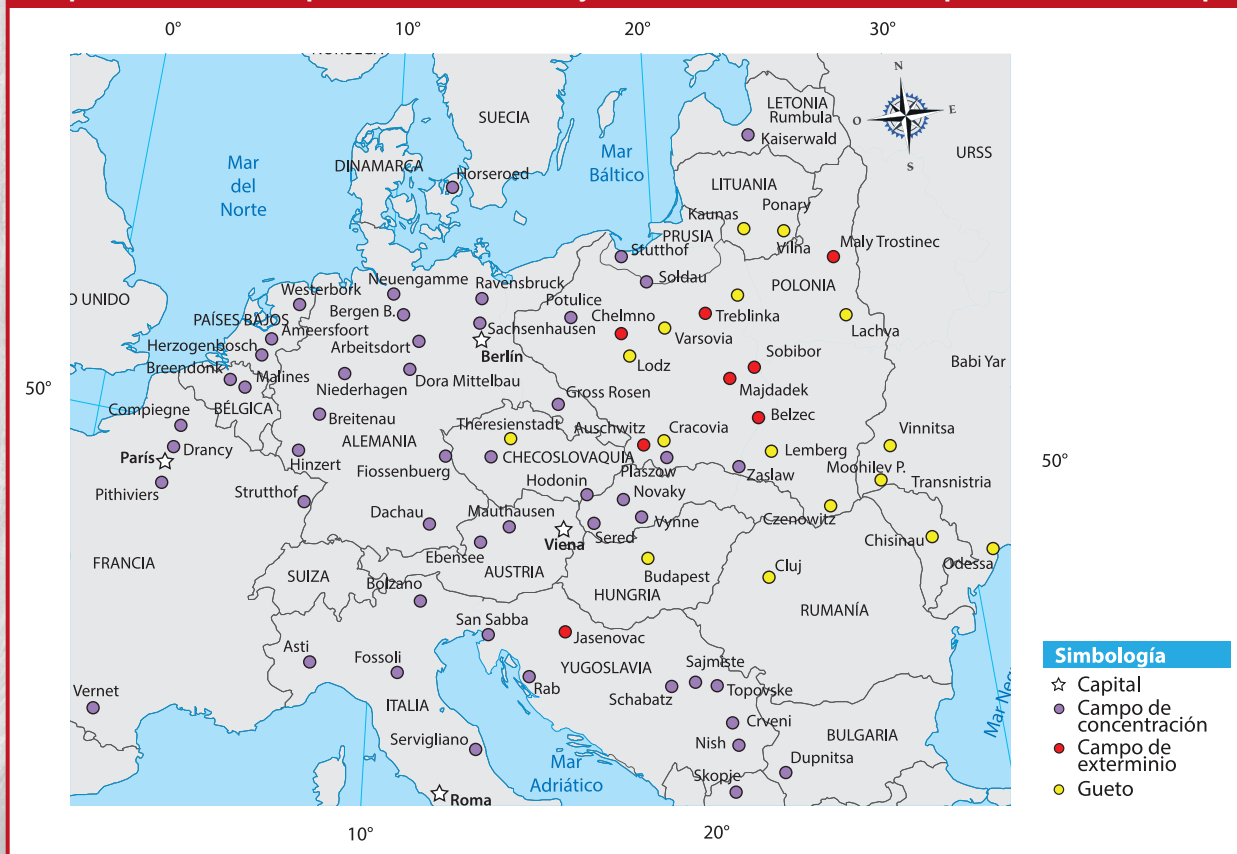 0°
10°
20°
30°
N
E
O
S
SUECIA
LETONIA
Rumbula
Kaiserwald
URSS
Mar
del
Norte
DINAMARCA
Horseroed
Mar
Báltico
LITUANIA
Kaunas
Ponary
Vilna
PRUSIA
Stutthof
Maly Trostinec
Soldau
POLONIA
O UNIDO
Westerbork
Neuengamme
Ravensbruck
Potulice
Chelmno
Treblinka
PAÍSES BAJOS
Bergen B.
Ameersfoort
Sachsenhausen
Varsovia
Lachva
Herzogenbosch
Arbeitsdort
Berlín
Lodz
Sobibor
Babi Yar
Breendonk
Malines
Niederhagen
Dora Mittelbau
Majdadek
50°
Gross Rosen
Compiegne
BÉLGICA
Breitenau
Belzec
Theresienstadt
Auschwitz
Cracovia
Vinnitsa
Drancy
ALEMANIA
París
Hinzert
Fiossenbuerg
CHECOSLOVAQUIA
Lemberg
50°
Plaszow
Zaslaw
Moohilev P.
Transnistria
Pithiviers
Strutthof
Hodonin
Novaky
Dachau
Mauthausen
Vynne
Czenowitz
Viena
Sered
Chisinau
FRANCIA
Ebensee
Odessa
SUIZA
AUSTRIA
Budapest
Cluj
Bolzano
HUNGRIA
RUMANÍA
San Sabba
Jasenovac
Asti
Fossoli
YUGOSLAVIA
Sajmiste
Simbología
Vernet
Rab
Schabatz
Topovske
Capital
ITALIA
Campo de
concentración
Crveni
Servigliano
Nish
BULGARIA
Campo de
exterminio
Mar
Adriático
Skopje
Dupnitsa
Gueto
Roma
10°
20°